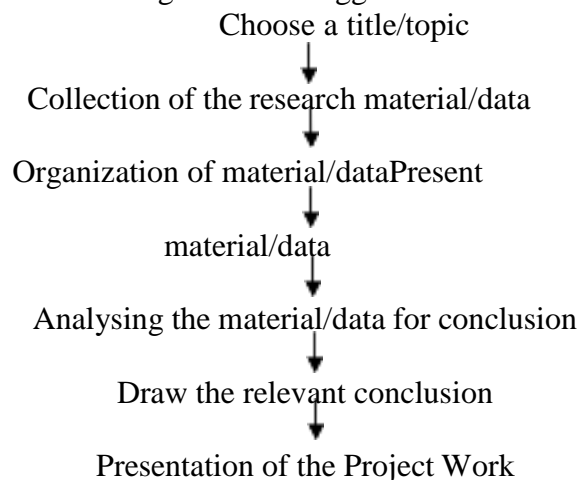 Choose a title/topic
Collection of the research material/data
Organization of material/dataPresent
material/data
Analysing the material/data for conclusion
Draw the relevant conclusion
Presentation of the Project Work